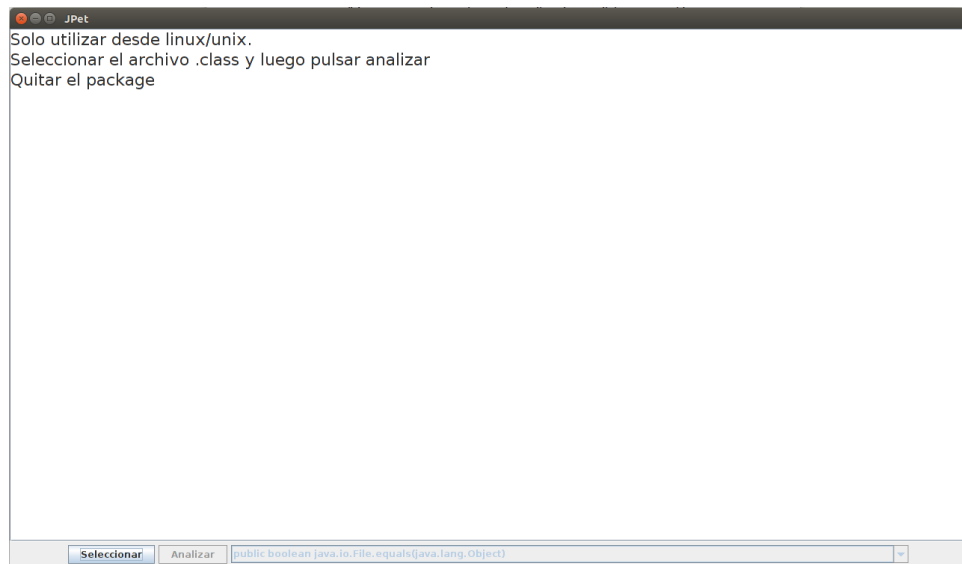 JPet
Solo utilizar desde linux/unix.
Seleccionar el archivo .class y luego pulsar analizar
Quitar el package
Seleccionar Analizar public boolean java.io.File.equals(java.lang.Object)